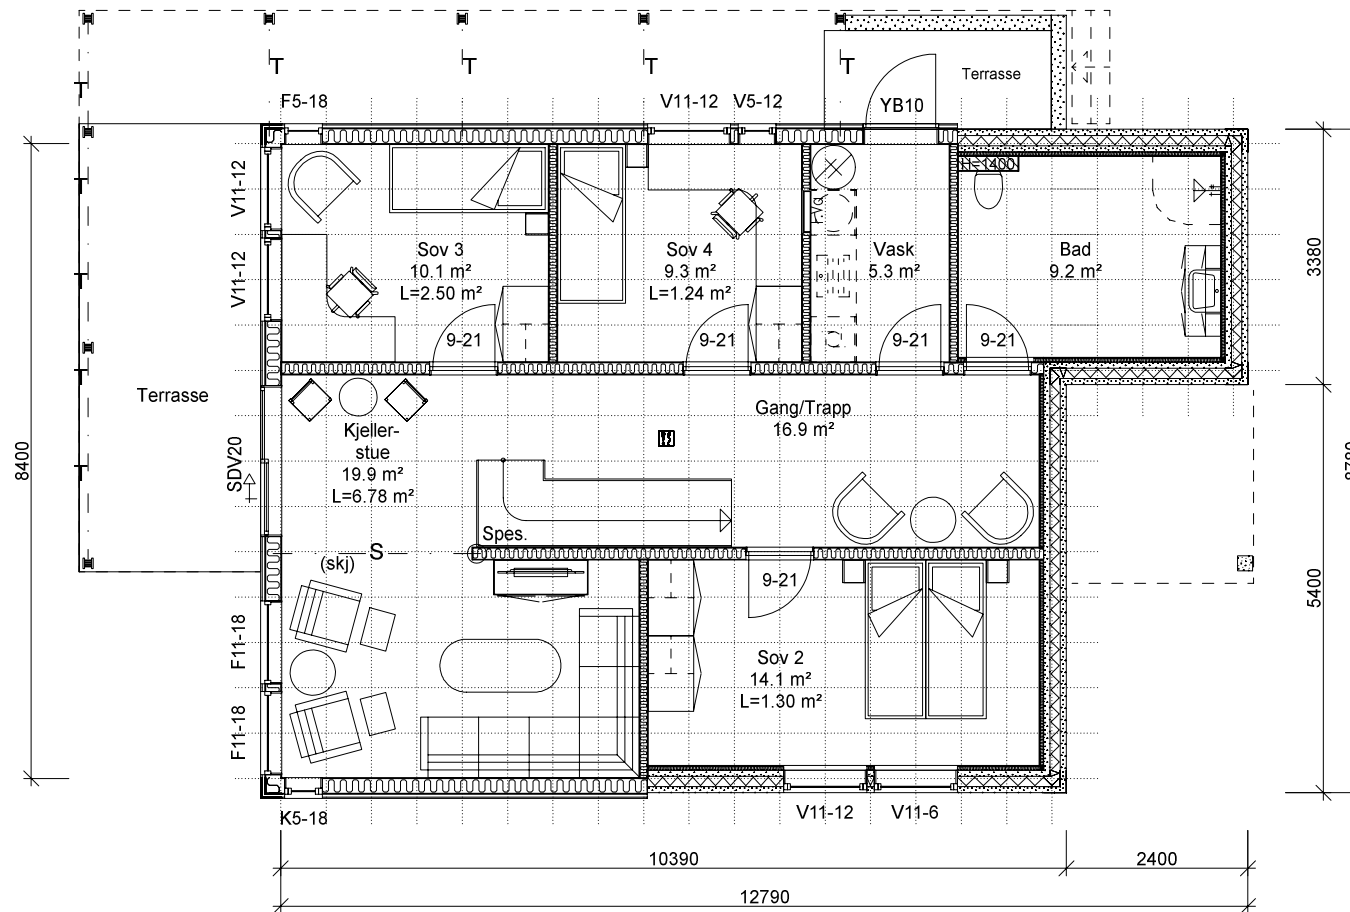 T
T
T
T
Terrasse
F5-18
V11-12
V5-12
YB10
T
T
T
T
T
V11-12
V11-12
H=1400
VG
Sov 3
10.1 m²
L=2.50 m²
Sov 4
9.3 m²
L=1.24 m²
Vask
5.3 m²
Bad
9.2 m²
3380
9-21
9-21
9-21
9-21
Terrasse
Kjeller-
stue
19.9 m²
L=6.78 m²
Gang/Trapp
16.9 m²
8400
SDV20
Spes.
(skj)
S
9-21
5400
F11-18
F11-18
Sov 2
14.1 m²
L=1.30 m²
K5-18
V11-12
V11-6
10390
2400
12790